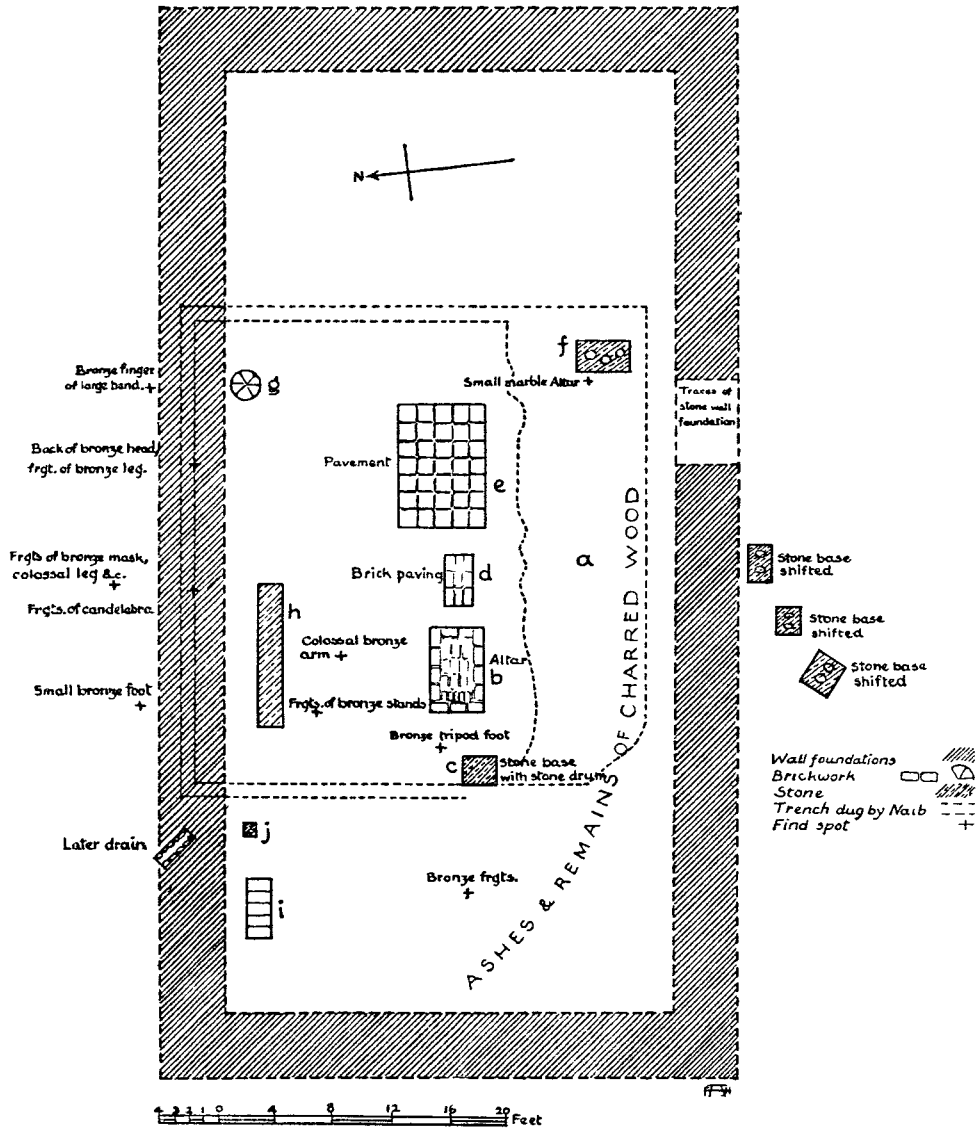 N
f
Small marble Altar
Traces of
stone wall
foundation
Bronze finger
of large hand.
g
Back of bronze head,
frgt. of bronze leg.
Pavement
e
a
Frgts of bronze mask,
colossal leg &c.
Frgts. of candelabra
Brick paving
d
Stone base
shifted
h
Colossal bronze
arm
Altar
b
Stone base
shifted
Stone base
shifted
Small bronze foot
Frgts. of bronze stands
Bronze tripod foot
c
Stone base
with stone drum
Wall foundations
Brickwork
Stone
Trench dug by Naib
Find spot
Later drain
j
i
Bronze frgts.
ASHES & REMAINS OF CHARRED WOOD
4 3 2 1 0 4 8 12 16 20 Feet